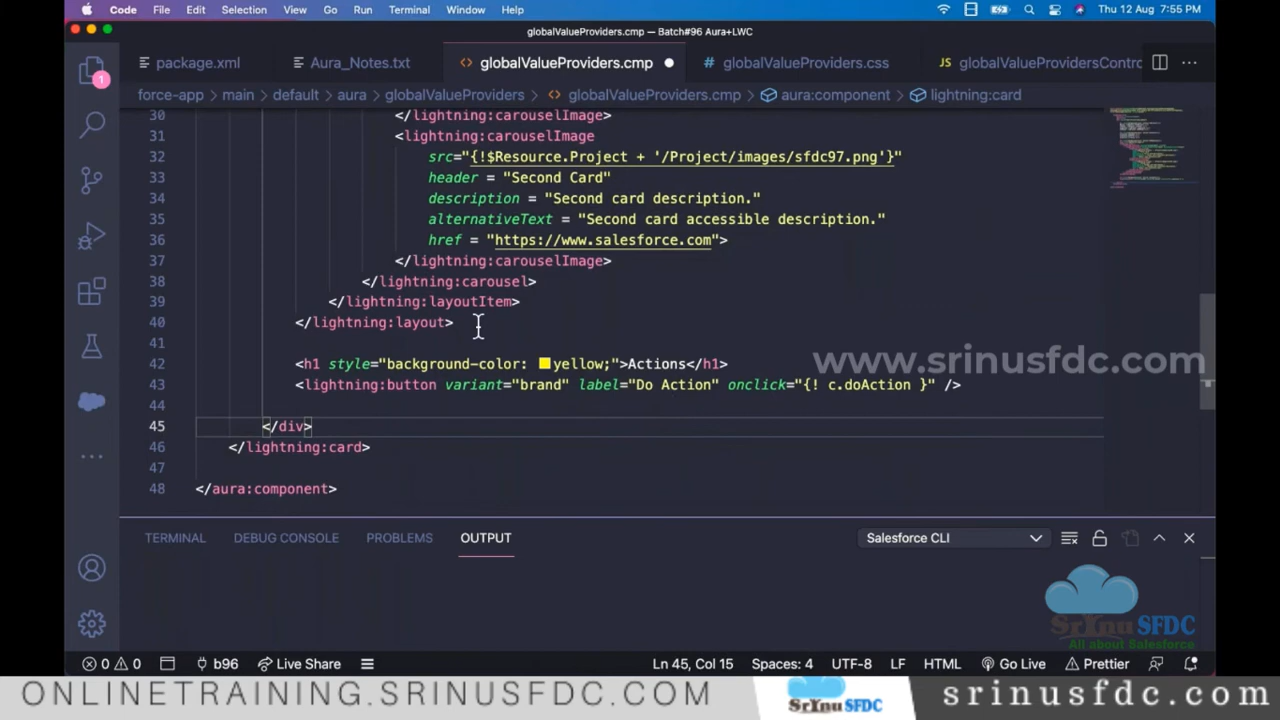 Code File Edit Selection View Go Run Terminal Window Help Thu 12 Aug 7:55 PM
globalValueProviders.cmp — Batch#96 Aura+LWC
package.xml Aura_Notes.txt globalValueProviders.cmp globalValueProviders.css JS globalValueProvidersContro
force-app main default aura globalValueProviders globalValueProviders.cmp aura:component lightning:card
30 </lightning:carouselImage>
31 <lightning:carouselImage
32 src="{!$Resource.Project + '/Project/images/sfdc97.png'}"
33 header = "Second Card"
34 description = "Second card description."
35 alternativeText = "Second card accessible description."
36 href = "https://www.salesforce.com">
37 </lightning:carouselImage>
38 </lightning:carousel>
39 </lightning:layoutItem>
40 </lightning:layout>
41
42 <h1 style="background-color: yellow;">Actions</h1>
43 <lightning:button variant="brand" label="Do Action" onclick="{! c.doAction }" />
44
45 </div>
46 </lightning:card>
47
48 </aura:component>
www.srinusfdc.com
1
TERMINAL DEBUG CONSOLE PROBLEMS OUTPUT Salesforce CLI
SrinuSFDC
All about Salesforce
0 0 b96 Live Share Ln 45, Col 15 Spaces: 4 UTF-8 LF HTML Go Live Prettier
ONLINETRAINING.SRINUSFDC.COM SrinuSFDC srinusfdc.com